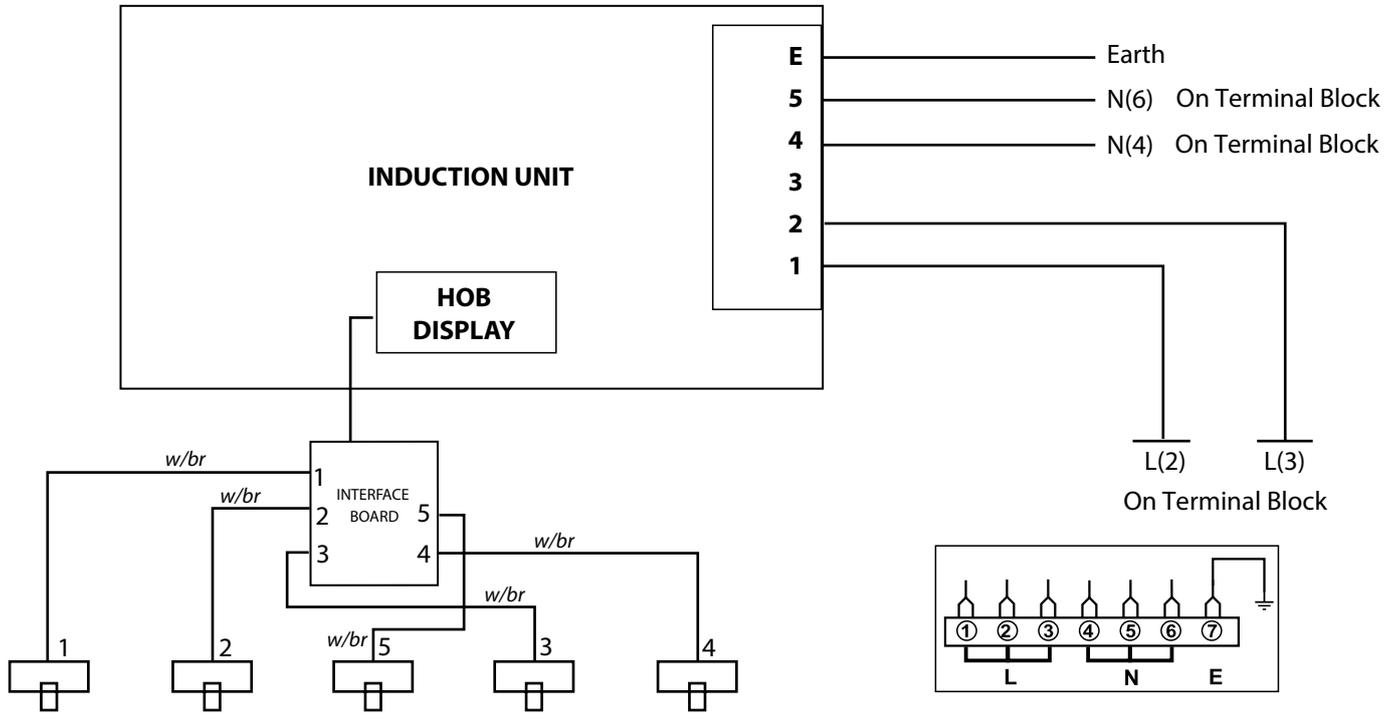 E Earth
5 N(6) On Terminal Block
4 N(4) On Terminal Block
INDUCTION UNIT
3
2
1
HOB
DISPLAY
L(2) L(3)
On Terminal Block
w/br
1
INTERFACE
BOARD
w/br
2
5
3
4
w/br
w/br
w/br
1
2
5
3
4
1 2 3 4 5 6 7
L N E